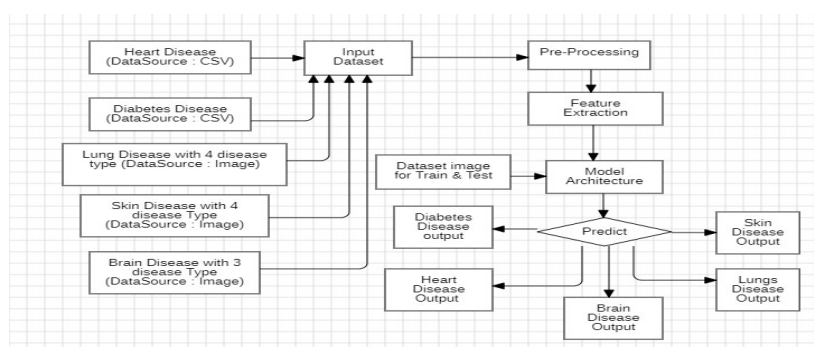 Heart Disease
(DataSource : CSV)
Input
Dataset
Pre-Processing
Diabetes Disease
(DataSource : CSV)
Feature
Extraction
Lung Disease with 4 disease
type (DataSource : Image)
Dataset image
for Train & Test
Model
Architecture
Skin Disease with 4
disease Type
(DataSource : Image)
Diabetes
Disease
output
Predict
Skin
Disease
Output
Brain Disease with 3
disease Type
(DataSource : Image)
Heart
Disease
Output
Brain
Disease
Output
Lungs
Disease
Output